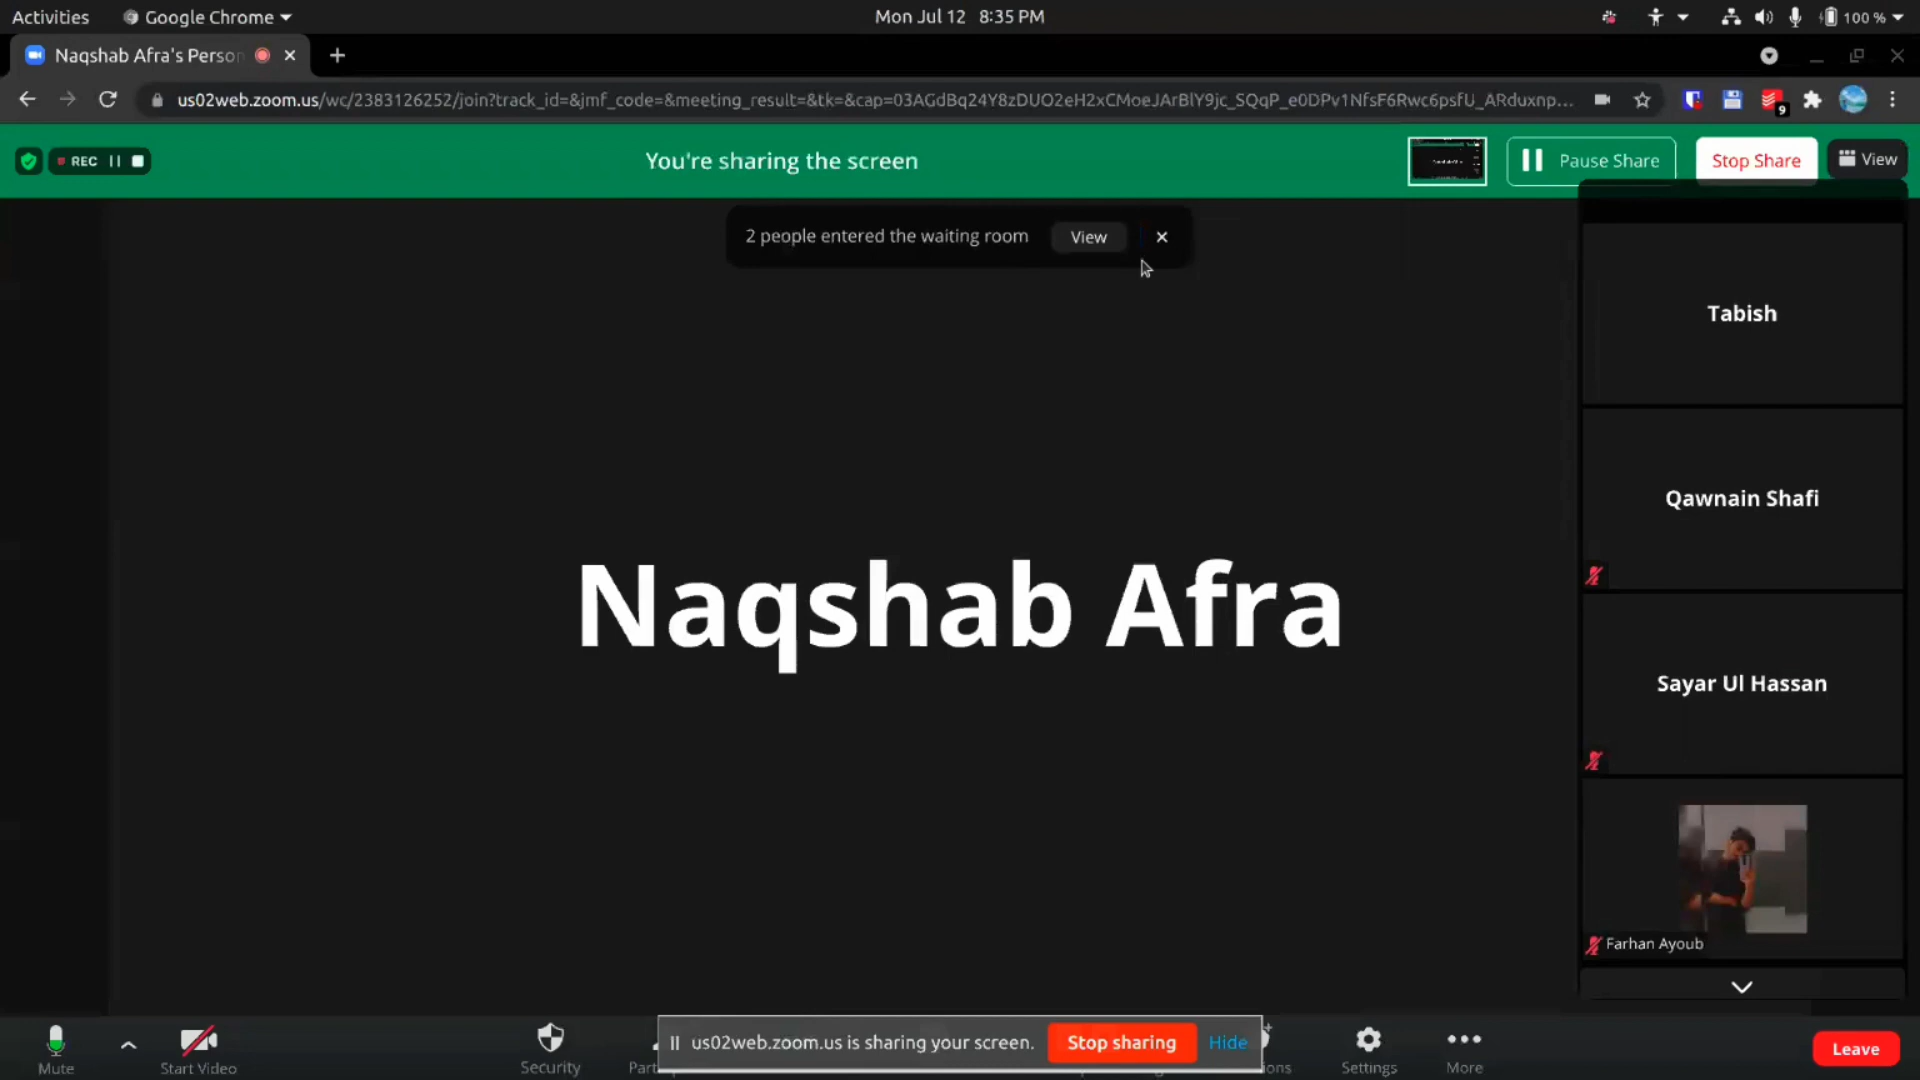 Activities Google Chrome Mon Jul 12 8:35 PM 100 %
Naqshab Afra's Person
us02web.zoom.us/wc/2383126252/join?track_id=&jmf_code=&meeting_result=&tk=&cap=03AGdBq24Y8zDUO2eH2xCMoeJArBlY9jc_SQqP_e0DPv1NfsF6Rwc6psfU_ARduxnp... 9
REC You're sharing the screen Pause Share Stop Share View
2 people entered the waiting room View
Tabish
Qawnain Shafi
Naqshab Afra
Sayar Ul Hassan
Farhan Ayoub
us02web.zoom.us is sharing your screen. Stop sharing Hide
Leave
Mute Start Video Security Settings More